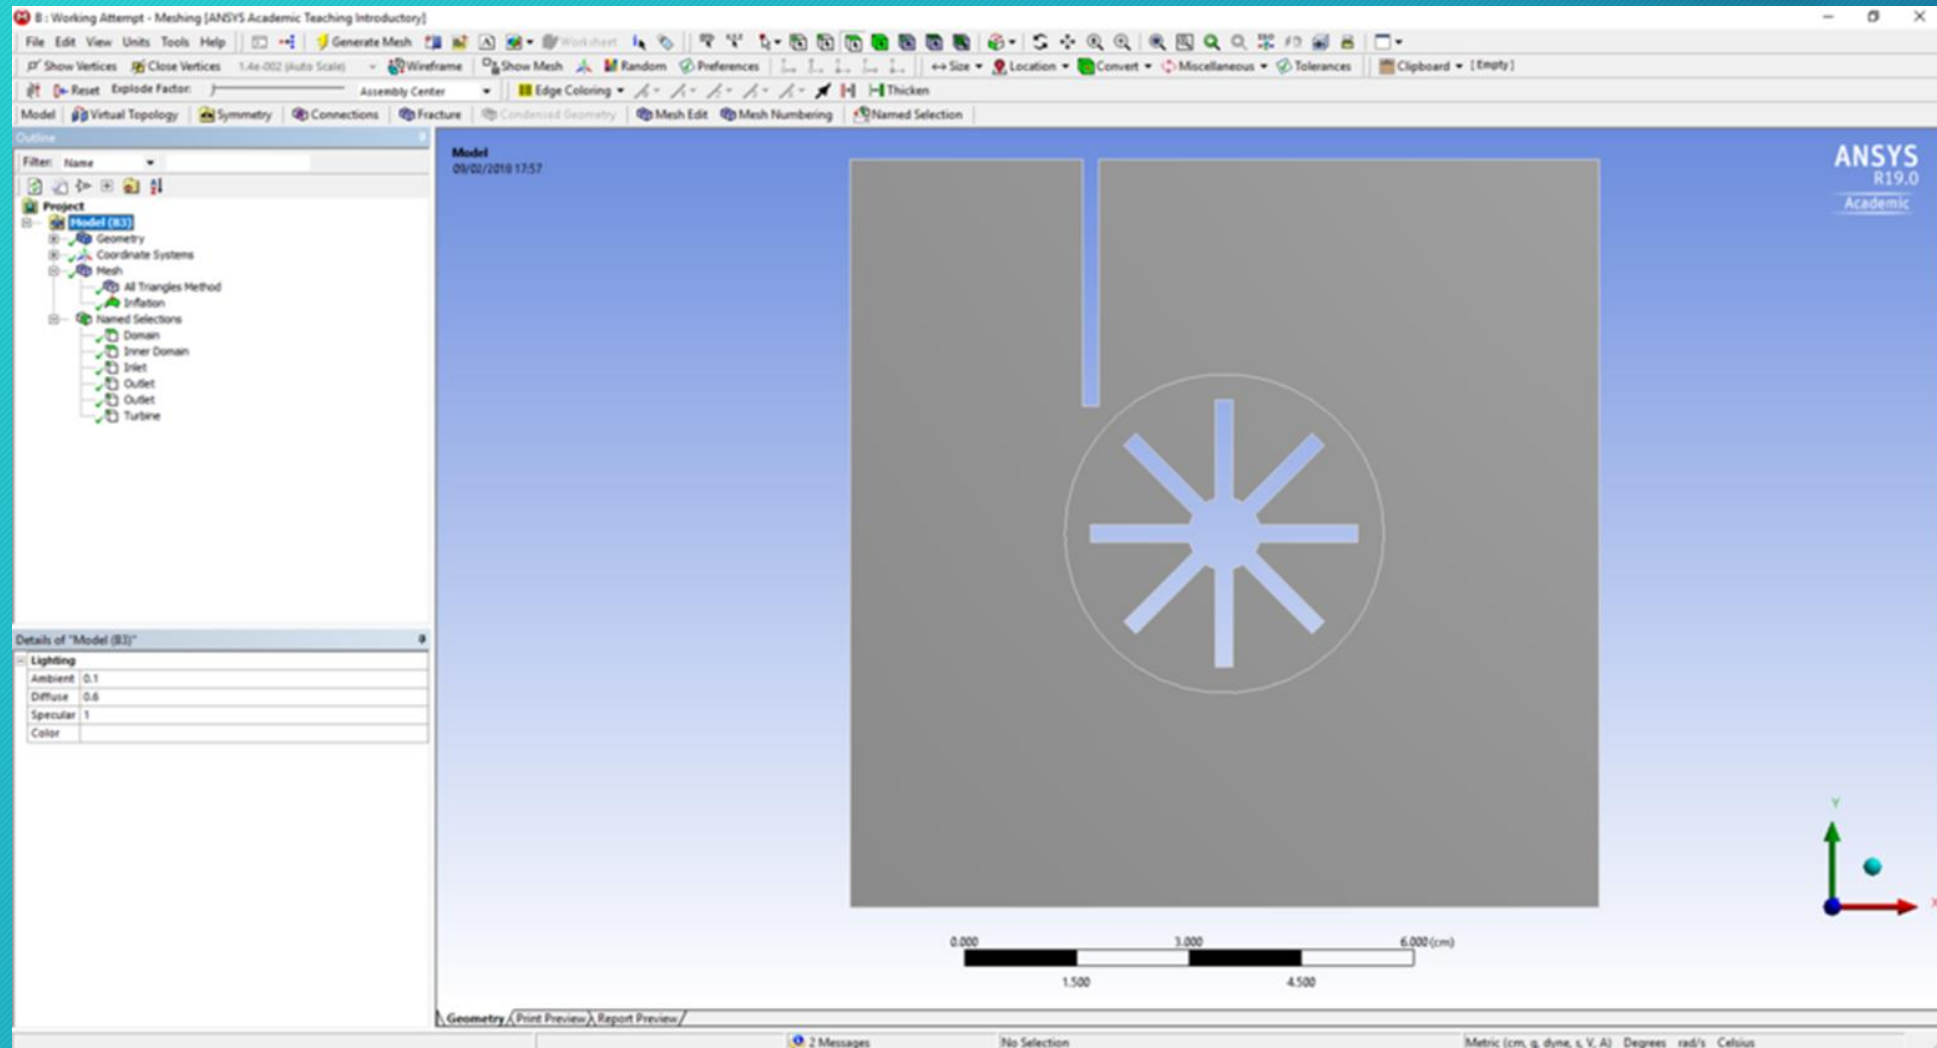 B : Working Attempt - Meshing [ANSYS Academic Teaching Introductory]
File Edit View Units Tools Help Generate Mesh Worksheet
Show Vertices Close Vertices 1.4e-002 (Auto Scale) Wireframe Show Mesh Random Preferences Size Location Convert Miscellaneous Tolerances Clipboard [Empty]
Reset Explode Factor: Assembly Center Edge Coloring Thicken
Model Virtual Topology Symmetry Connections Fracture Condensed Geometry Mesh Edit Mesh Numbering Named Selection
Outline
Filter: Name
Project
Model (B3)
Geometry
Coordinate Systems
Mesh
All Triangles Method
Inflation
Named Selections
Domain
Inner Domain
Inlet
Outlet
Outlet
Turbine
Details of "Model (B3)"
Lighting
Ambient 0.1
Diffuse 0.6
Specular 1
Color
Model
09/02/2018 17:57
ANSYS
R19.0
Academic
Y
X
0.000 3.000 6.000 (cm)
1.500 4.500
Geometry Print Preview Report Preview
2 Messages No Selection Metric (cm, g, dyne, s, V, A) Degrees rad/s Celsius